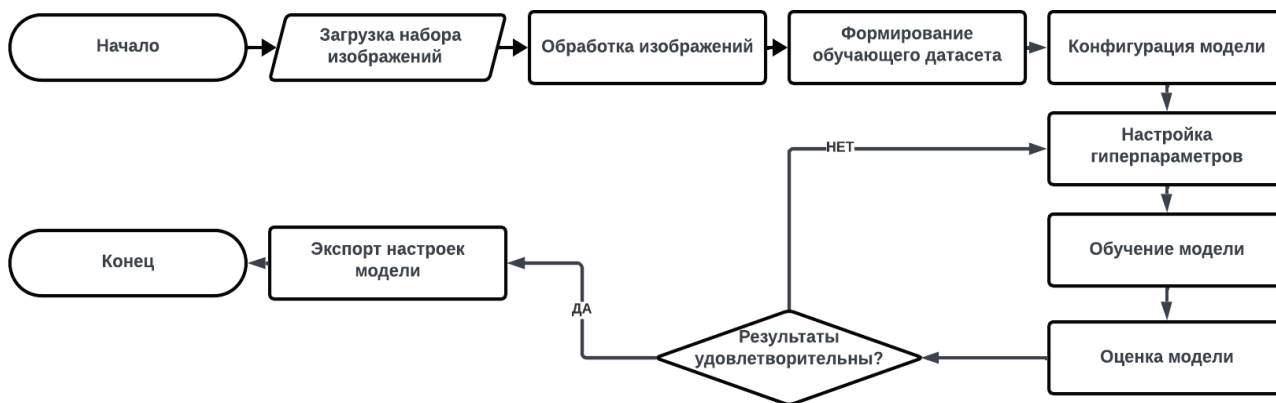 Начало
Загрузка набора
изображений
Обработка изображений
Формирование
обучающего датасета
Конфигурация модели
Настройка
гиперпараметров
НЕТ
Обучение модели
Экспорт настроек
модели
Конец
ДА
Результаты
удовлетворительны?
Оценка модели